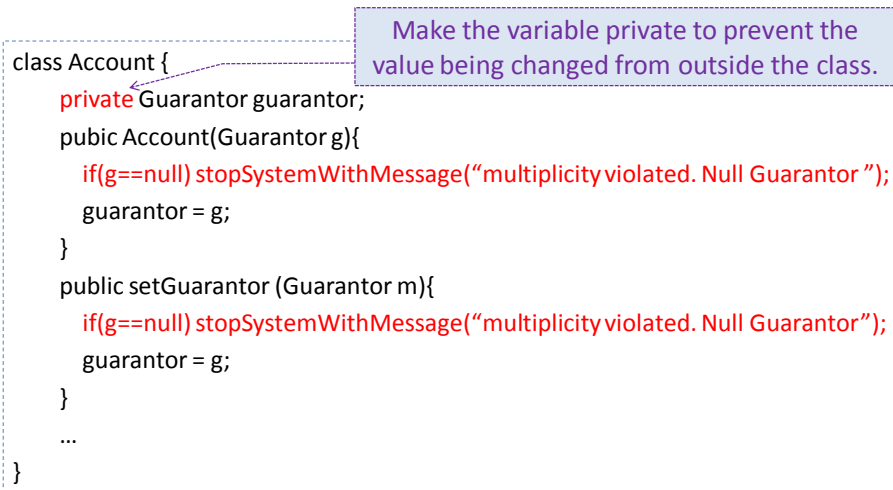 Make the variable private to prevent the
value being changed from outside the class.
class Account {
private Guarantor guarantor;
pubic Account(Guarantor g){
if(g==null) stopSystemWithMessage(“multiplicity violated. Null Guarantor ”);
guarantor = g;
}
public setGuarantor (Guarantor m){
if(g==null) stopSystemWithMessage(“multiplicity violated. Null Guarantor”);
guarantor = g;
}
…
}